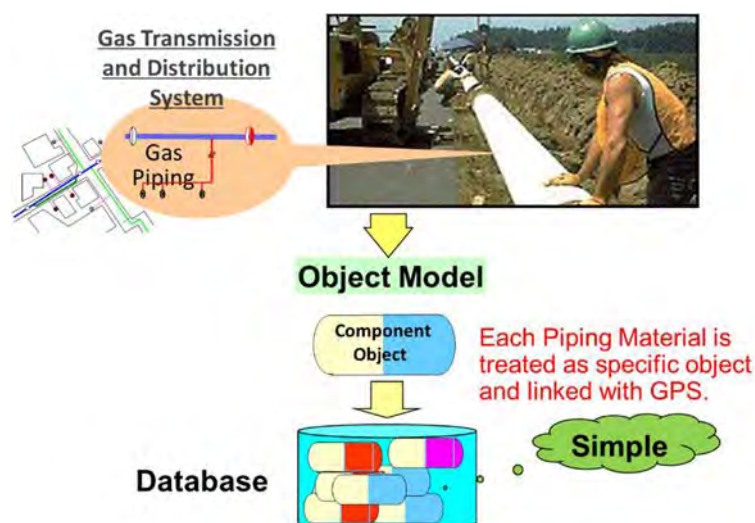 Gas Transmission
and Distribution
System
Gas
Piping
Object Model
Component
Object
Each Piping Material is
treated as specific object
and linked with GPS.
Simple
Database